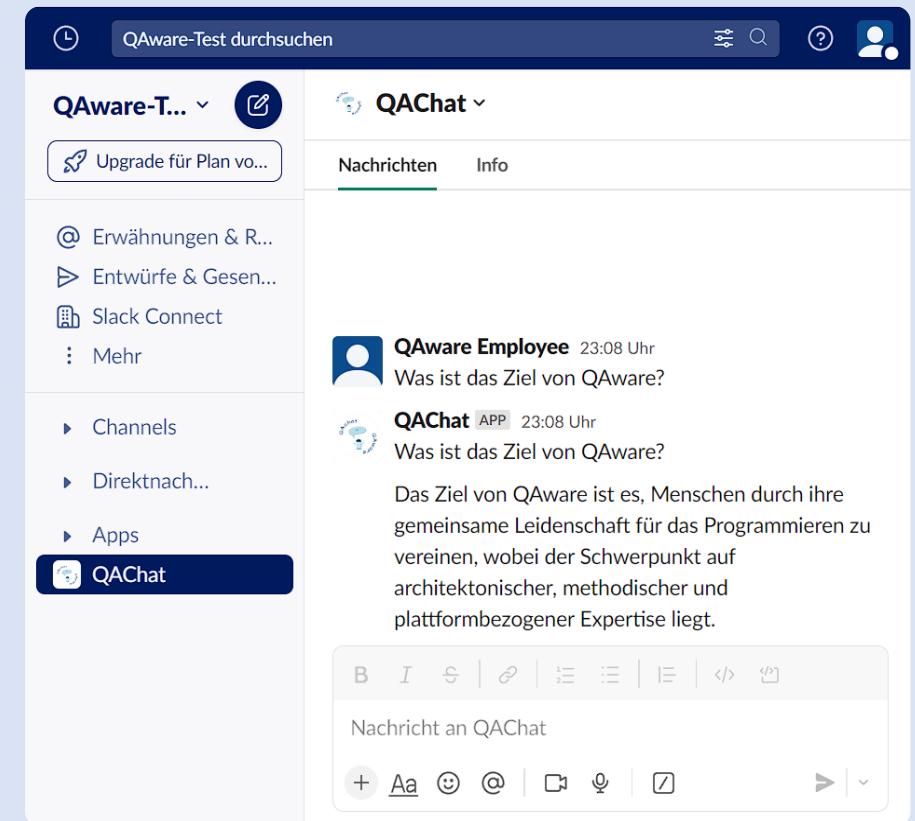 QAware-Test durchsuchen
QAware-T...
Upgrade für Plan vo...
Erwähnungen & R...
Entwürfe & Gesen...
Slack Connect
Mehr
Channels
Direktnach...
Apps
QAChat
QAChat
Nachrichten Info
QAware Employee 23:08 Uhr
Was ist das Ziel von QAware?
QAChat APP 23:08 Uhr
Was ist das Ziel von QAware?
Das Ziel von QAware ist es, Menschen durch ihre
gemeinsame Leidenschaft für das Programmieren zu
vereinen, wobei der Schwerpunkt auf
architektonischer, methodischer und
plattformbezogener Expertise liegt.
B I S
Nachricht an QAChat
Aa